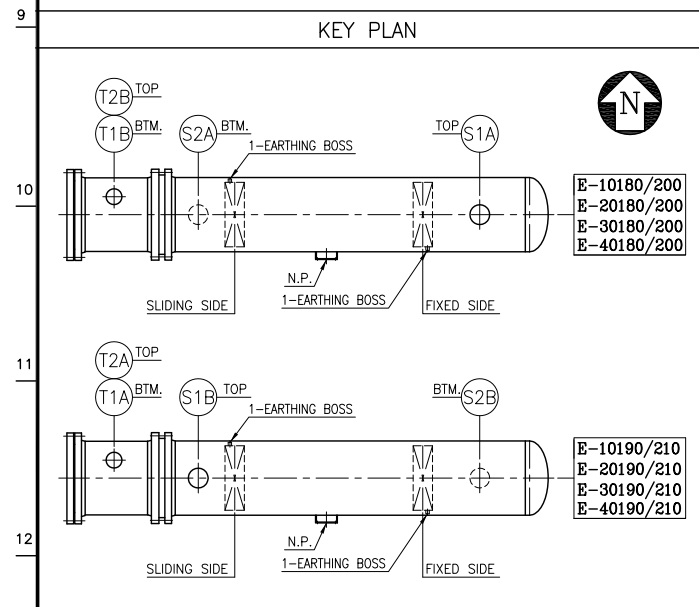 9
KEY PLAN
T2B TOP
T1B BTM.
S2A BTM.
1-EARTHING BOSS
TOP S1A
N
10
E-10180/200
E-20180/200
E-30180/200
E-40180/200
N.P.
SLIDING SIDE
1-EARTHING BOSS
FIXED SIDE
11
T2A TOP
T1A BTM.
S1B TOP
1-EARTHING BOSS
BTM. S2B
E-10190/210
E-20190/210
E-30190/210
E-40190/210
12
N.P.
SLIDING SIDE
1-EARTHING BOSS
FIXED SIDE